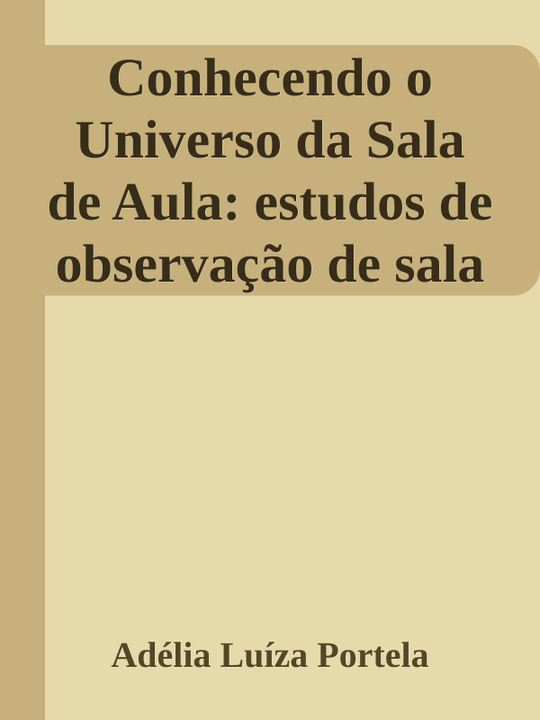 Conhecendo o
Universo da Sala
de Aula: estudos de
observação de sala
Adélia Luíza Portela